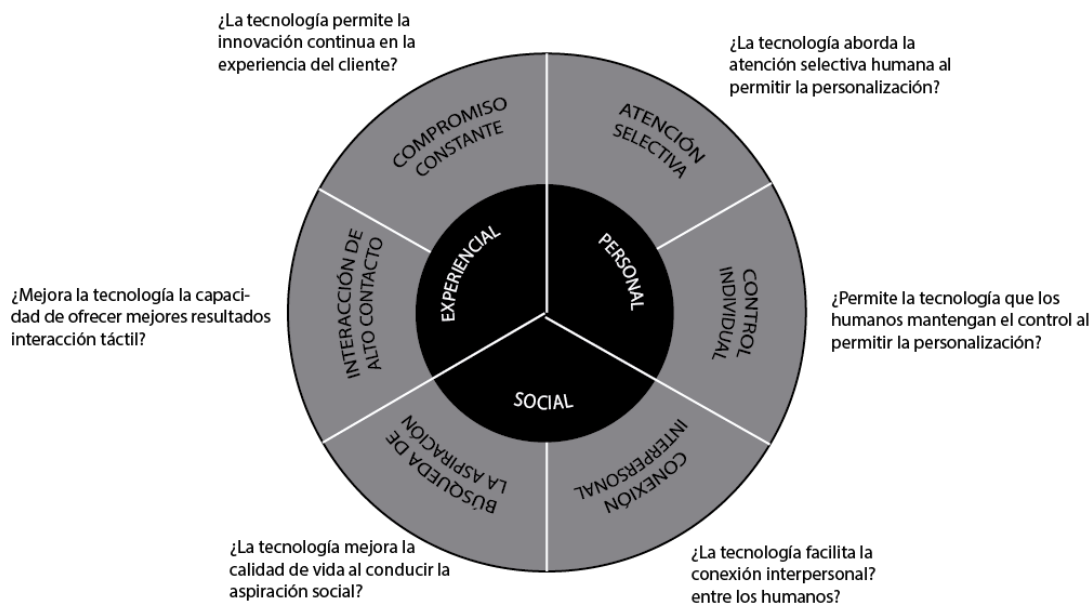 ¿La tecnología permite la
innovación continua en la
experiencia del cliente?
¿La tecnología aborda la
atención selectiva humana al
permitir la personalización?
COMPROMISO
CONSTANTE
ATENCIÓN
SELECTIVA
EXPERIENCIAL
PERSONAL
INTERACCIÓN DE
ALTO CONTACTO
CONTROL
INDIVIDUAL
¿Mejora la tecnología la capaci-
dad de ofrecer mejores resultados
interacción táctil?
¿Permite la tecnología que los
humanos mantengan el control al
permitir la personalización?
SOCIAL
BÚSQUEDA DE
LA ASPIRACIÓN
CONEXIÓN
INTERPERSONAL
¿La tecnología mejora la
calidad de vida al conducir la
aspiración social?
¿La tecnología facilita la
conexión interpersonal?
entre los humanos?